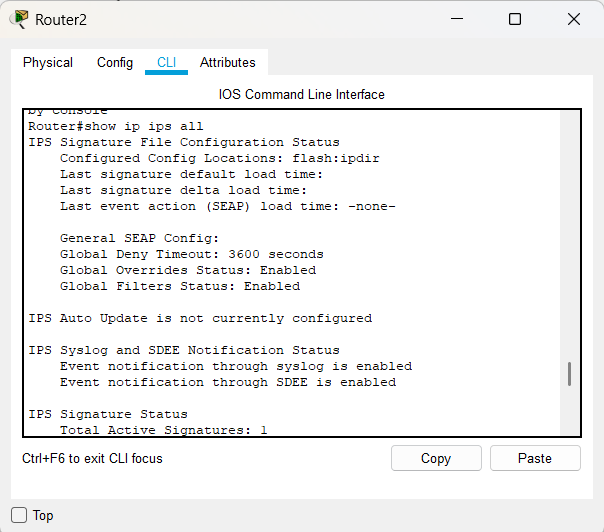 Router2
Physical Config CLI Attributes
IOS Command Line Interface
by console
Router#show ip ips all
IPS Signature File Configuration Status
    Configured Config Locations: flash:ipdir
    Last signature default load time:
    Last signature delta load time:
    Last event action (SEAP) load time: -none-

    General SEAP Config:
    Global Deny Timeout: 3600 seconds
    Global Overrides Status: Enabled
    Global Filters Status: Enabled

IPS Auto Update is not currently configured

IPS Syslog and SDEE Notification Status
    Event notification through syslog is enabled
    Event notification through SDEE is enabled

IPS Signature Status
    Total Active Signatures: 1
Ctrl+F6 to exit CLI focus
Copy Paste
Top